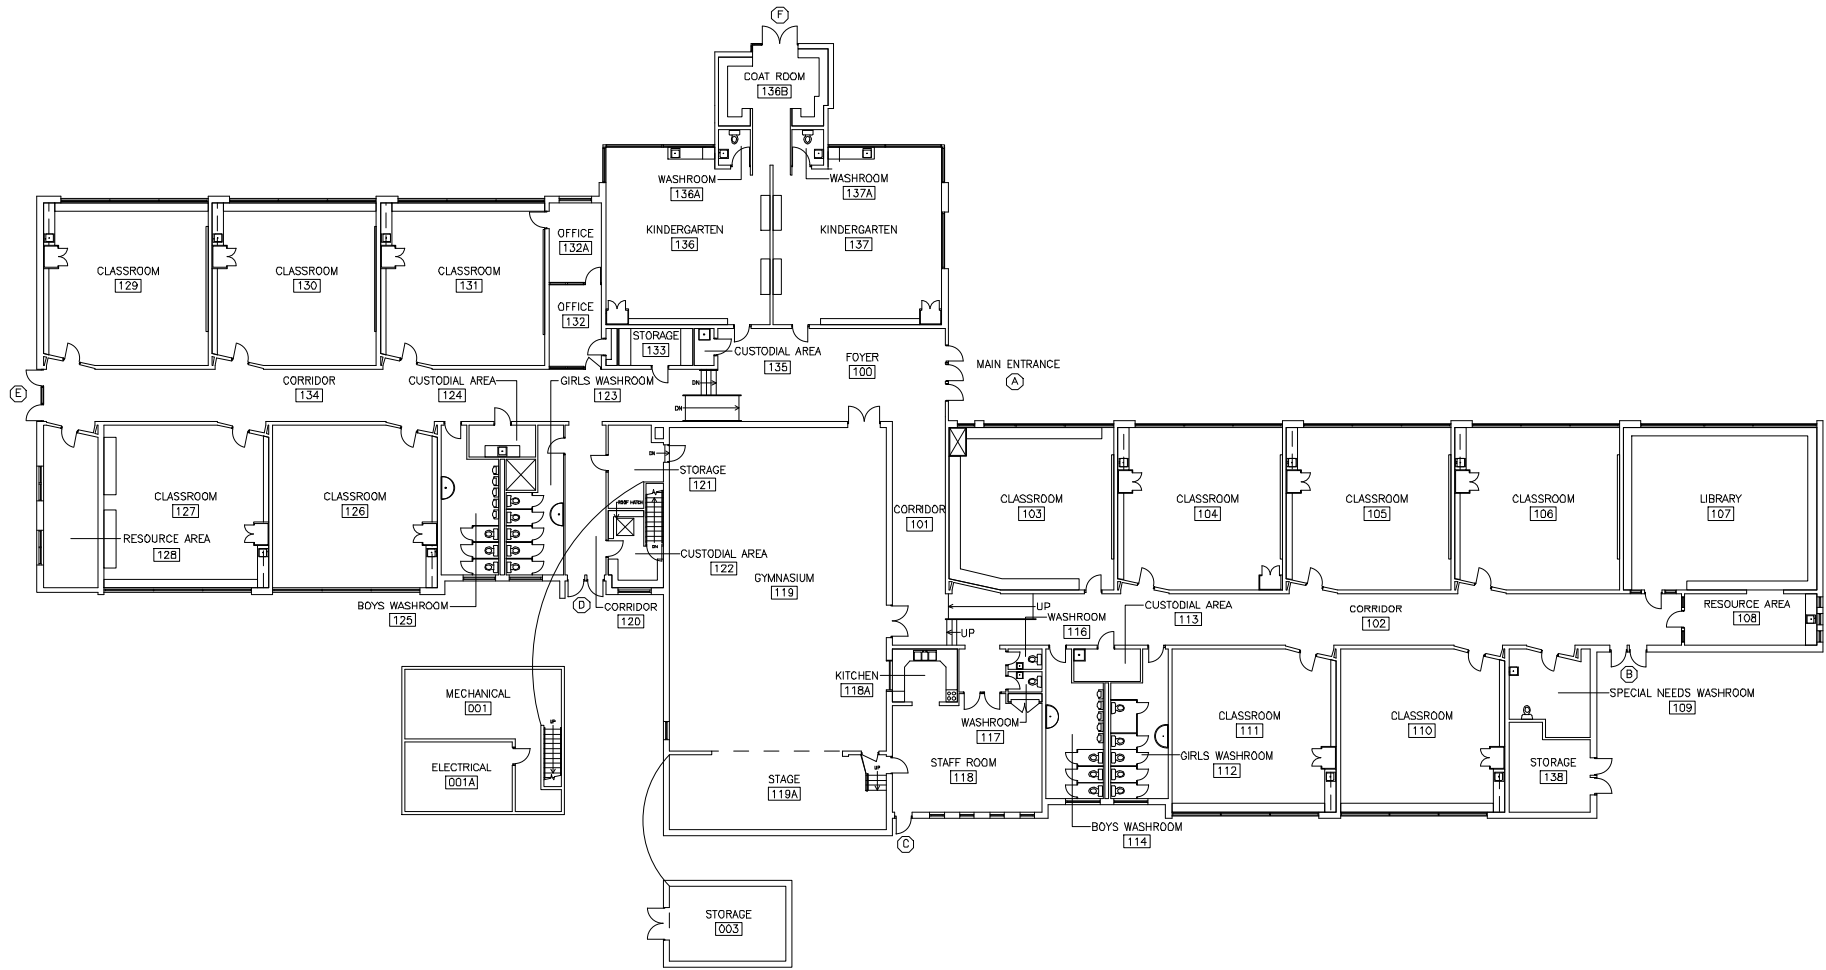 F
COAT ROOM
136B
WASHROOM
136A
WASHROOM
137A
KINDERGARTEN
136
KINDERGARTEN
137
OFFICE
132A
OFFICE
132
CLASSROOM
129
CLASSROOM
130
CLASSROOM
131
STORAGE
133
CUSTODIAL AREA
135
FOYER
100
MAIN ENTRANCE
A
E
CORRIDOR
134
CUSTODIAL AREA
124
GIRLS WASHROOM
123
DN
DN
CLASSROOM
127
CLASSROOM
126
RESOURCE AREA
128
BOYS WASHROOM
125
D
CORRIDOR
120
DN
STORAGE
121
ROOF HATCH
DN
CUSTODIAL AREA
122
GYMNASIUM
119
CORRIDOR
101
CLASSROOM
103
CLASSROOM
104
CLASSROOM
105
CLASSROOM
106
LIBRARY
107
UP
UP
WASHROOM
116
CUSTODIAL AREA
113
CORRIDOR
102
RESOURCE AREA
108
B
KITCHEN
118A
WASHROOM
117
STAFF ROOM
118
CLASSROOM
111
CLASSROOM
110
SPECIAL NEEDS WASHROOM
109
GIRLS WASHROOM
112
STORAGE
138
BOYS WASHROOM
114
C
MECHANICAL
001
UP
ELECTRICAL
001A
UP
STAGE
119A
STORAGE
003